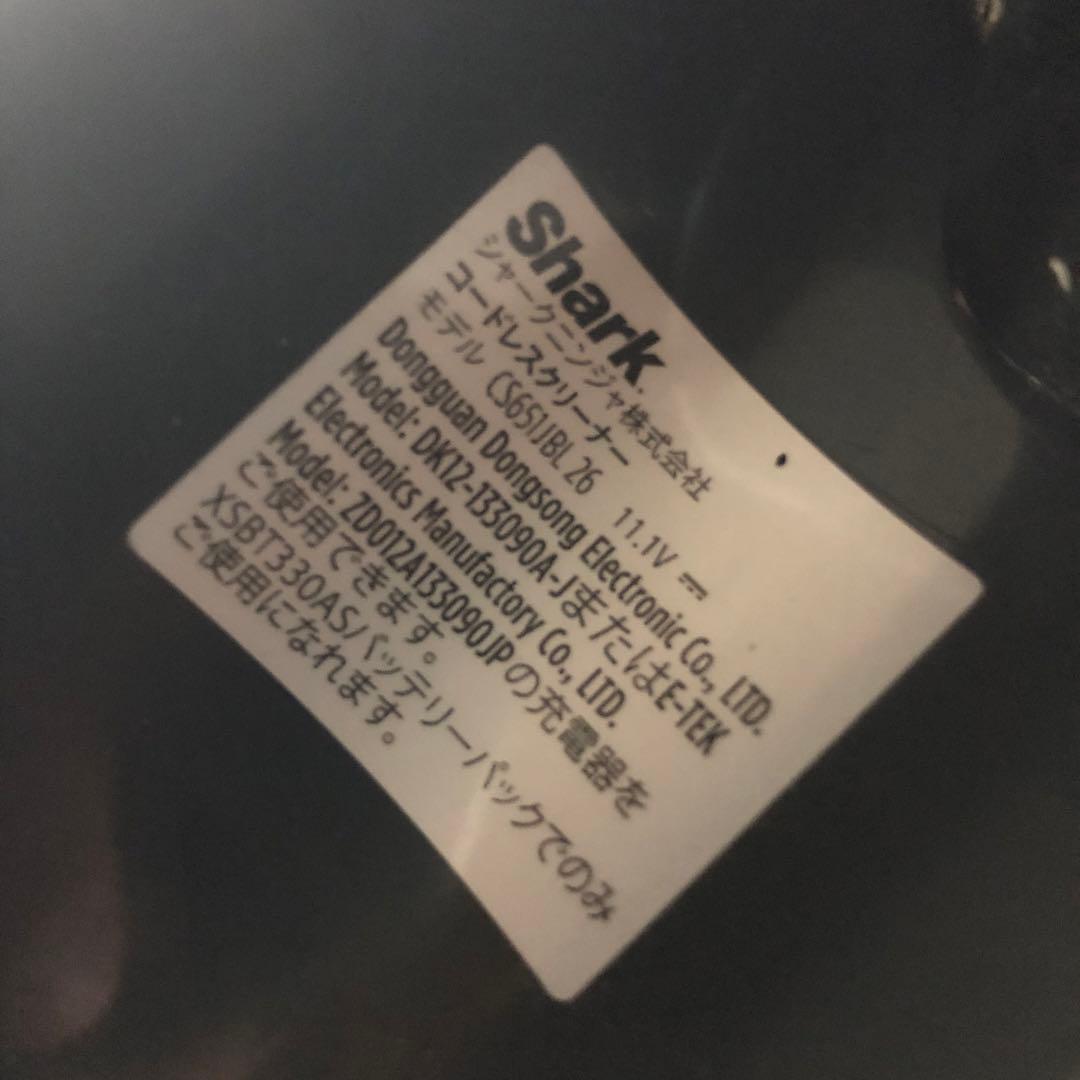 Shark
シャークニンジャ株式会社
コードレスクリーナー
モデル CS651JBL 26 11.1V ⎓
Dongguan Dongsong Electronic Co., LTD.
Model: DK12-133090A-JまたはE-TEK
Electronics Manufactory Co., LTD.
Model: ZD012A133090JPの充電器を
ご使用できます。
XSBT330ASバッテリーパックでのみ
ご使用になれます。